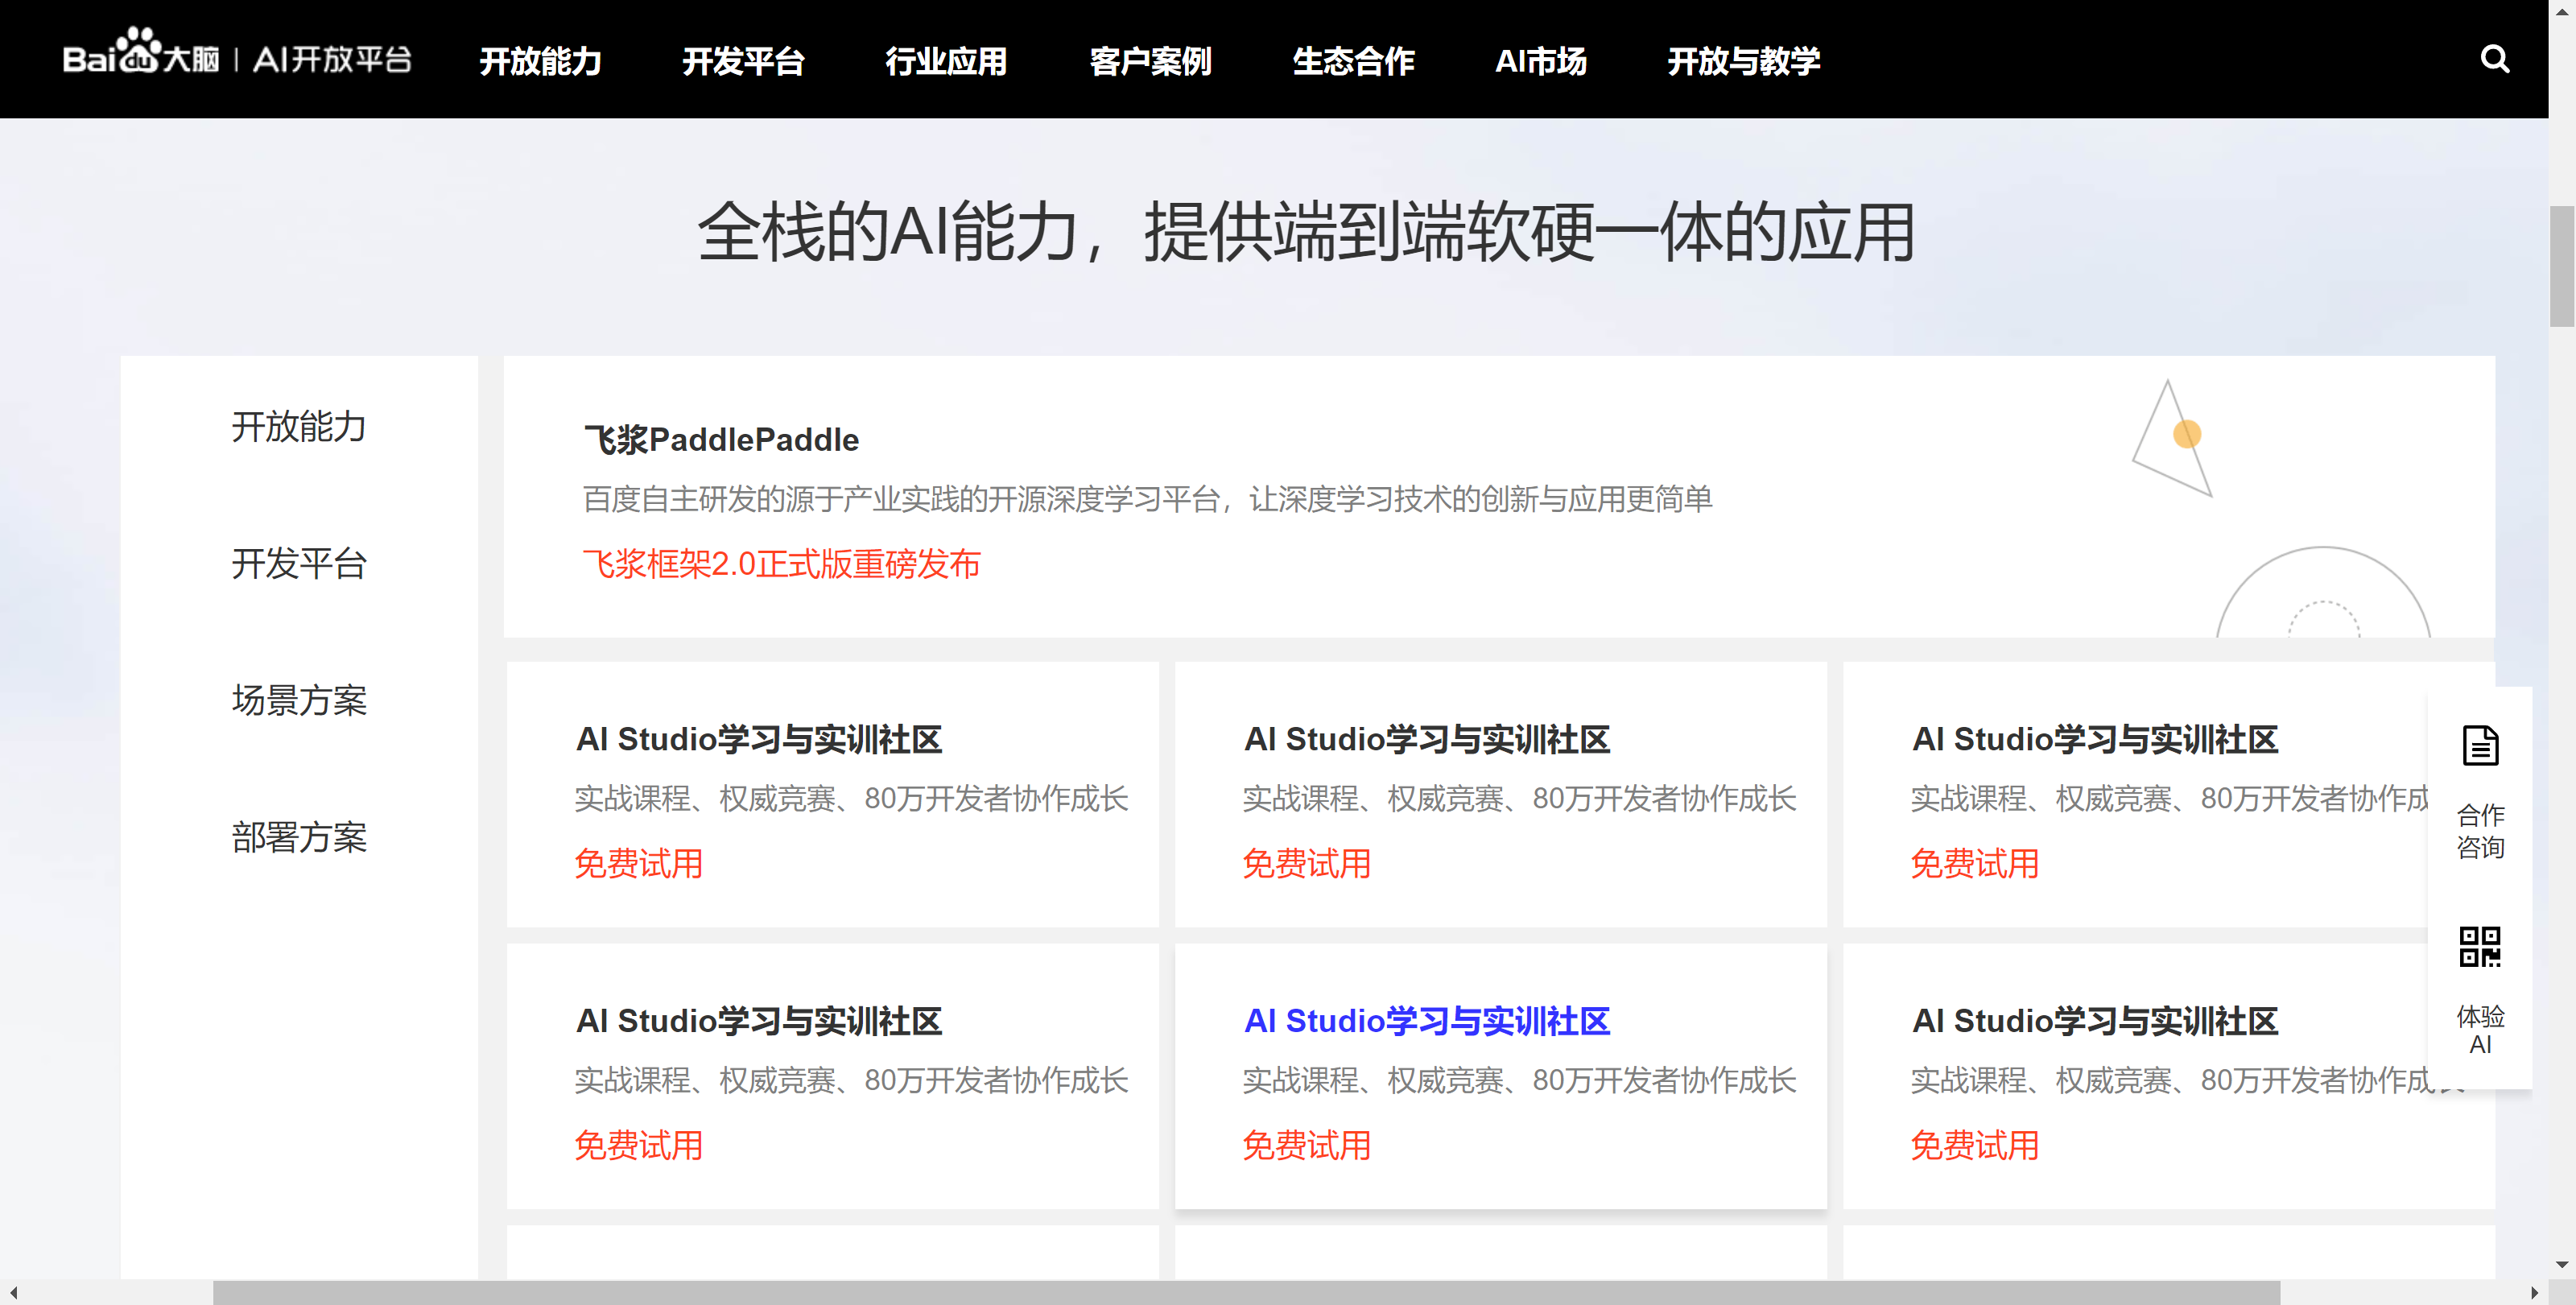 Baidu大脑 | AI开放平台
开放能力 开发平台 行业应用 客户案例 生态合作 AI市场 开放与教学
全栈的AI能力，提供端到端软硬一体的应用
开放能力
开发平台
场景方案
部署方案
飞浆PaddlePaddle
百度自主研发的源于产业实践的开源深度学习平台，让深度学习技术的创新与应用更简单
飞浆框架2.0正式版重磅发布
AI Studio学习与实训社区
实战课程、权威竞赛、80万开发者协作成长
免费试用
AI Studio学习与实训社区
实战课程、权威竞赛、80万开发者协作成长
免费试用
AI Studio学习与实训社区
实战课程、权威竞赛、80万开发者协作成
免费试用
AI Studio学习与实训社区
实战课程、权威竞赛、80万开发者协作成长
免费试用
AI Studio学习与实训社区
实战课程、权威竞赛、80万开发者协作成长
免费试用
AI Studio学习与实训社区
实战课程、权威竞赛、80万开发者协作成长
免费试用
合作
咨询
体验
AI